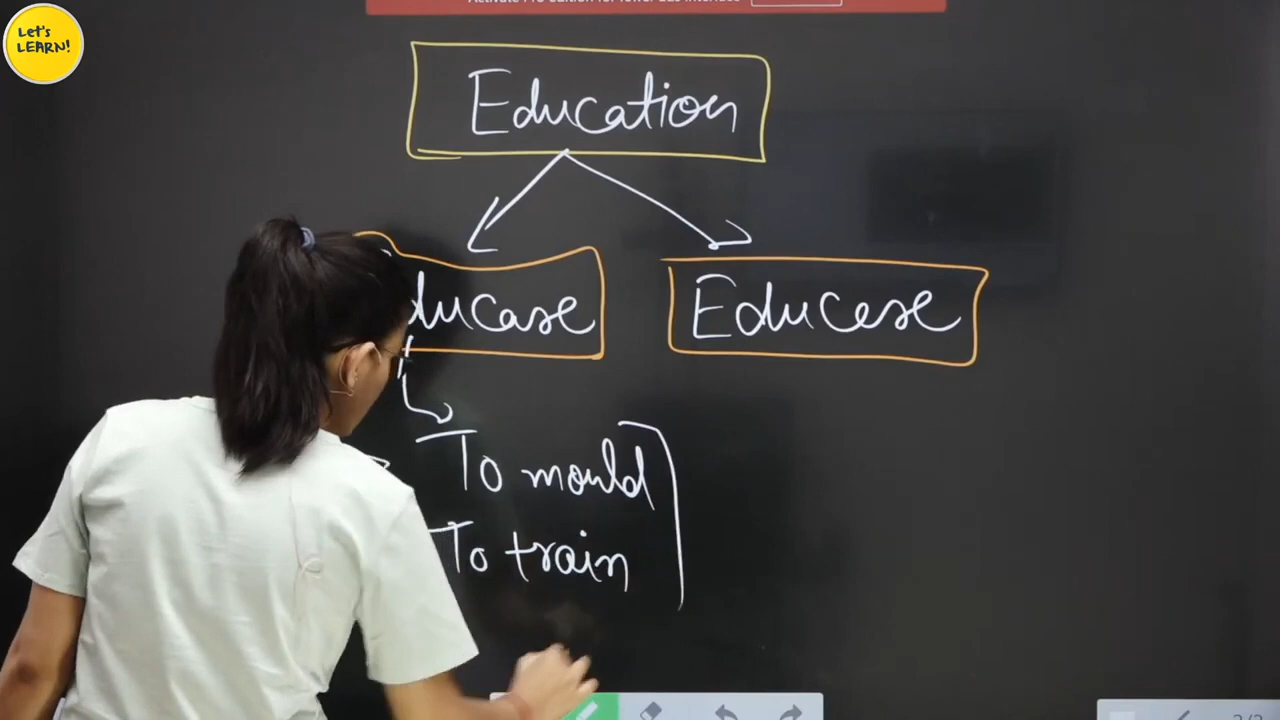 Let's
LEARN!
Education
ducase Educese
To mould
To train